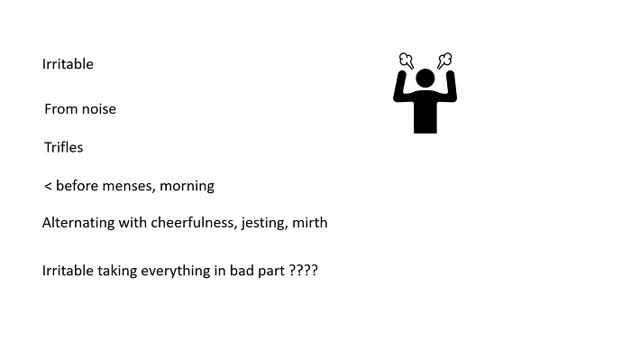 Irritable
From noise
Trifles
< before menses, morning
Alternating with cheerfulness, jesting, mirth
Irritable taking everything in bad part ????